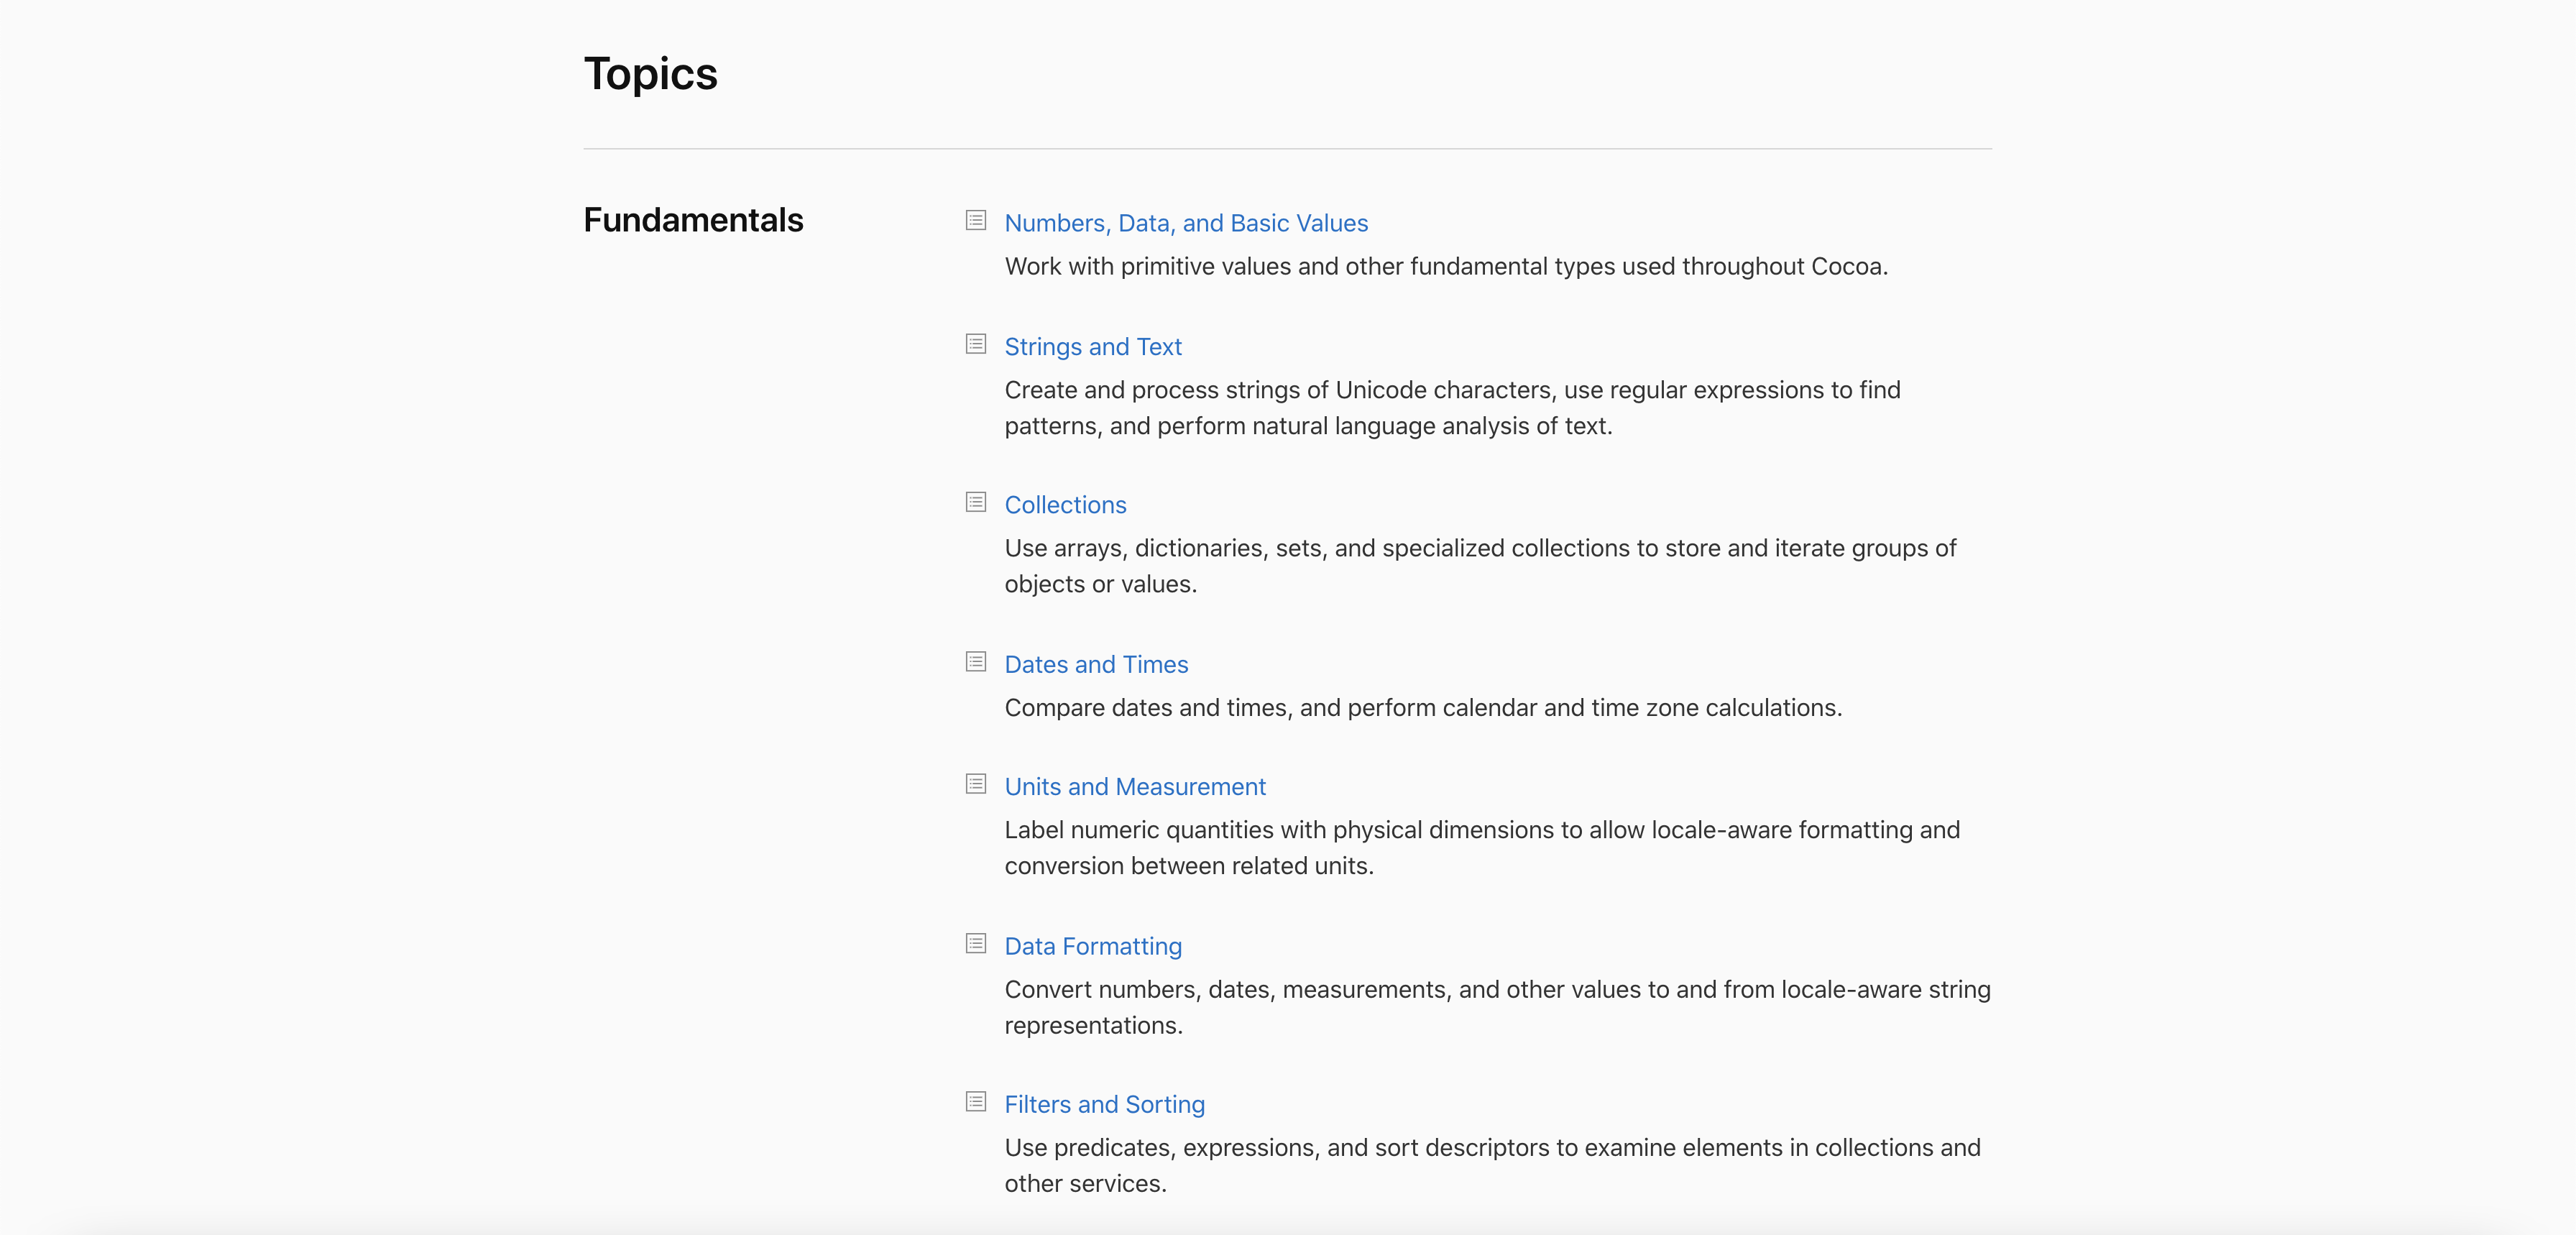 Topics
Fundamentals
Numbers, Data, and Basic Values
Work with primitive values and other fundamental types used throughout Cocoa.
Strings and Text
Create and process strings of Unicode characters, use regular expressions to find
patterns, and perform natural language analysis of text.
Collections
Use arrays, dictionaries, sets, and specialized collections to store and iterate groups of
objects or values.
Dates and Times
Compare dates and times, and perform calendar and time zone calculations.
Units and Measurement
Label numeric quantities with physical dimensions to allow locale-aware formatting and
conversion between related units.
Data Formatting
Convert numbers, dates, measurements, and other values to and from locale-aware string
representations.
Filters and Sorting
Use predicates, expressions, and sort descriptors to examine elements in collections and
other services.